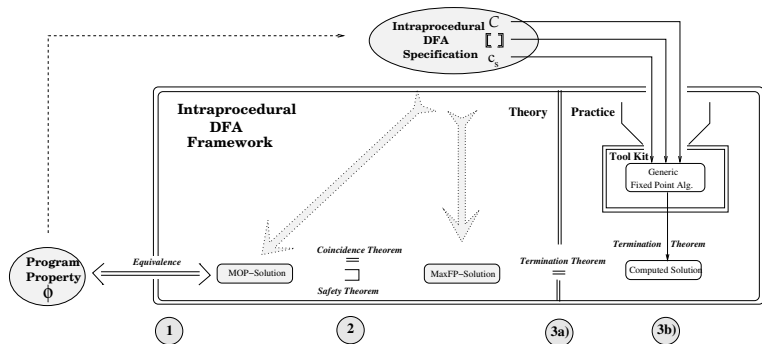 Intraprocedural
DFA
Specification
C
⟦ ⟧
c_s
Intraprocedural
DFA
Framework
Theory
Practice
Tool Kit
Generic
Fixed Point Alg.
Program
Property
ϕ
Equivalence
MOP−Solution
Coincidence Theorem
=
⊒
Safety Theorem
MaxFP−Solution
Termination Theorem
=
Termination Theorem
Computed Solution
1
2
3a)
3b)